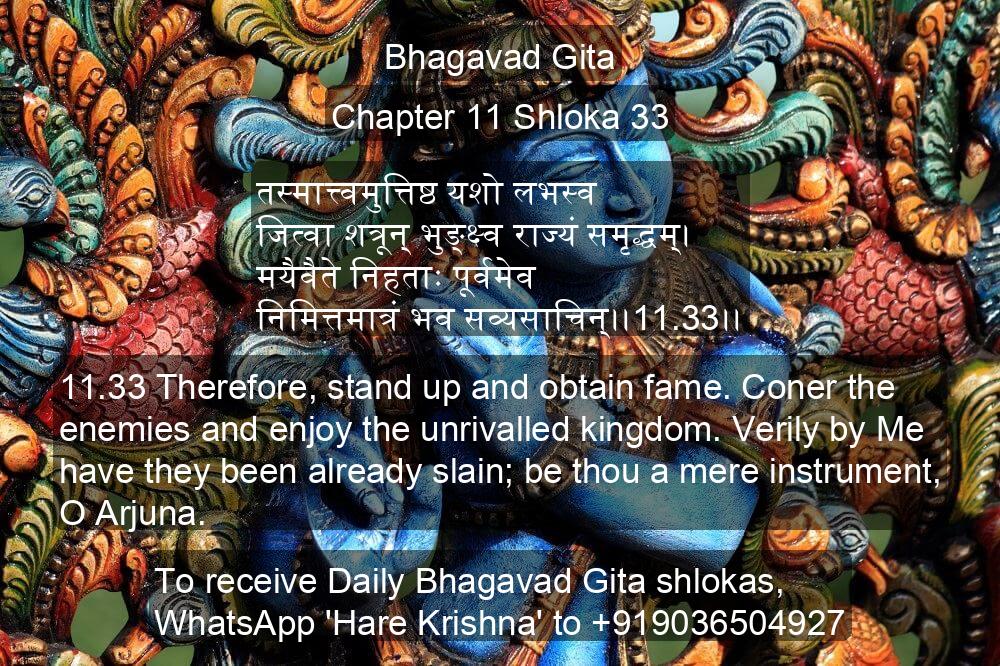 Bhagavad Gita
Chapter 11 Shloka 33
तस्मात्त्वमुत्तिष्ठ यशो लभस्व
जित्वा शत्रून् भुङ्क्ष्व राज्यं समृद्धम्।
मयैवैते निहताः पूर्वमेव
निमित्तमात्रं भव सव्यसाचिन्।।11.33।।
11.33 Therefore, stand up and obtain fame. Coner the
enemies and enjoy the unrivalled kingdom. Verily by Me
have they been already slain; be thou a mere instrument,
O Arjuna.
To receive Daily Bhagavad Gita shlokas,
WhatsApp 'Hare Krishna' to +919036504927